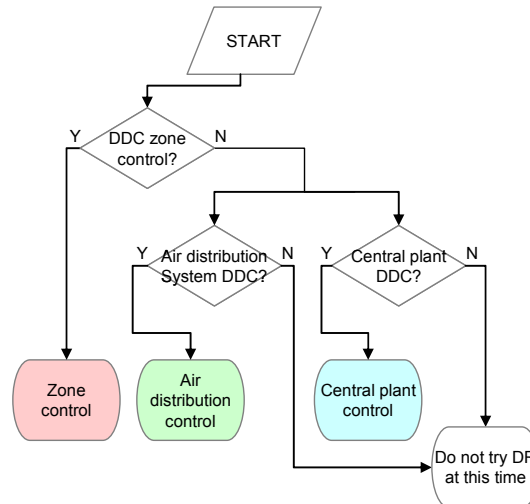 START
Y
DDC zone
control?
N
Y
Air distribution
System DDC?
N
Y
Central plant
DDC?
N
Zone
control
Air
distribution
control
Central plant
control
Do not try DR
at this time